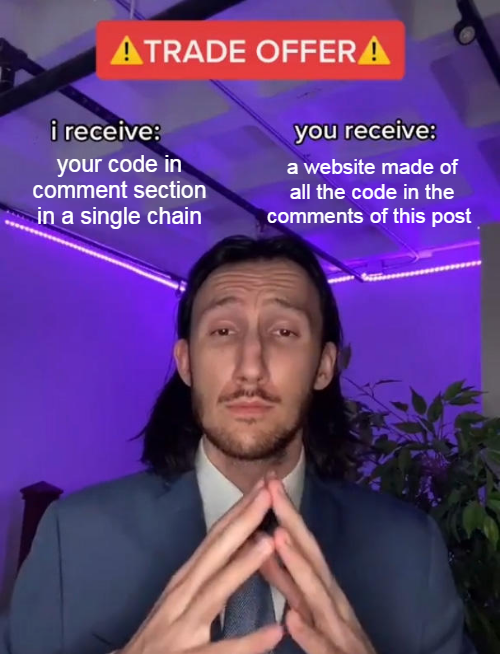 ⚠TRADE OFFER⚠
i receive:
your code in
comment section
in a single chain
you receive:
a website made of
all the code in the
comments of this post